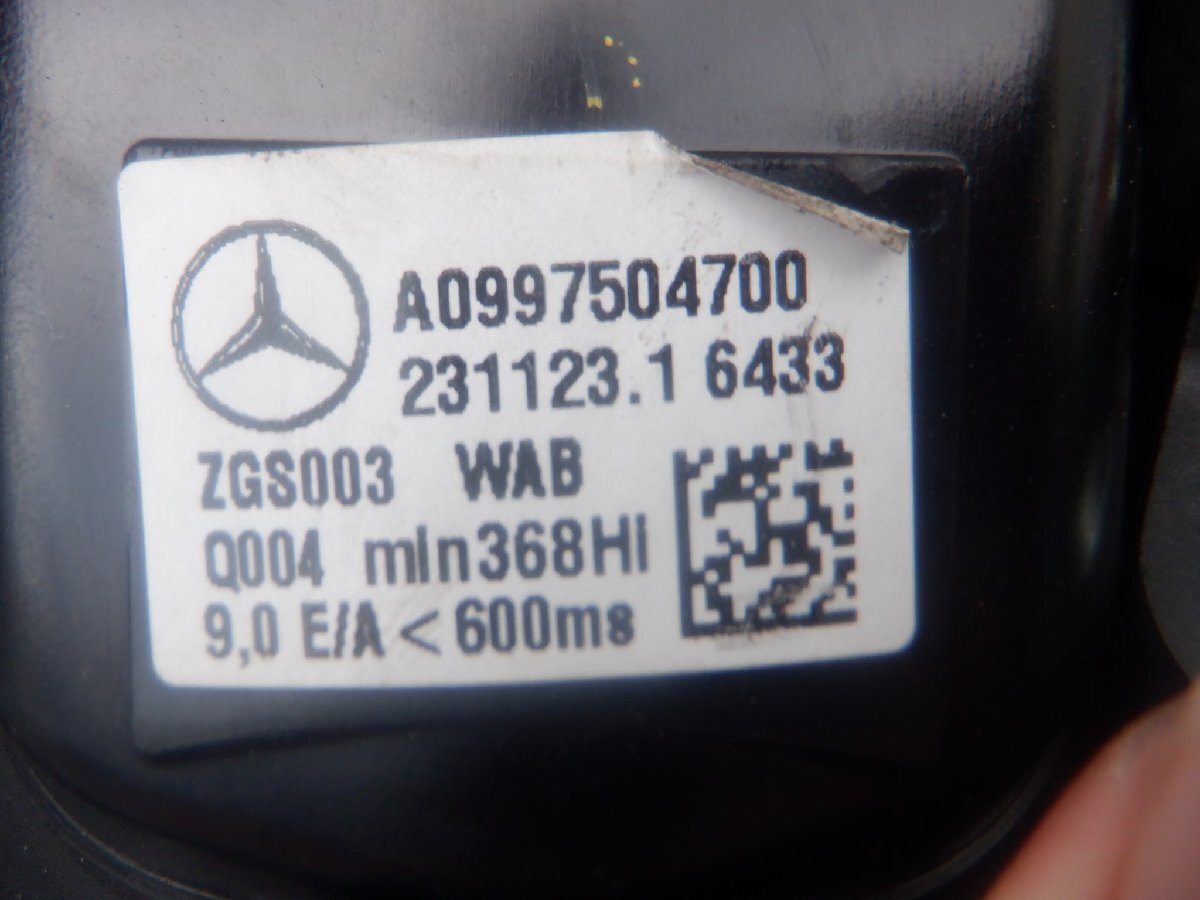 A0997504700
231123.1 6433
ZGS003 WAB
Q004 min368Hi
9,0 E/A < 600ms